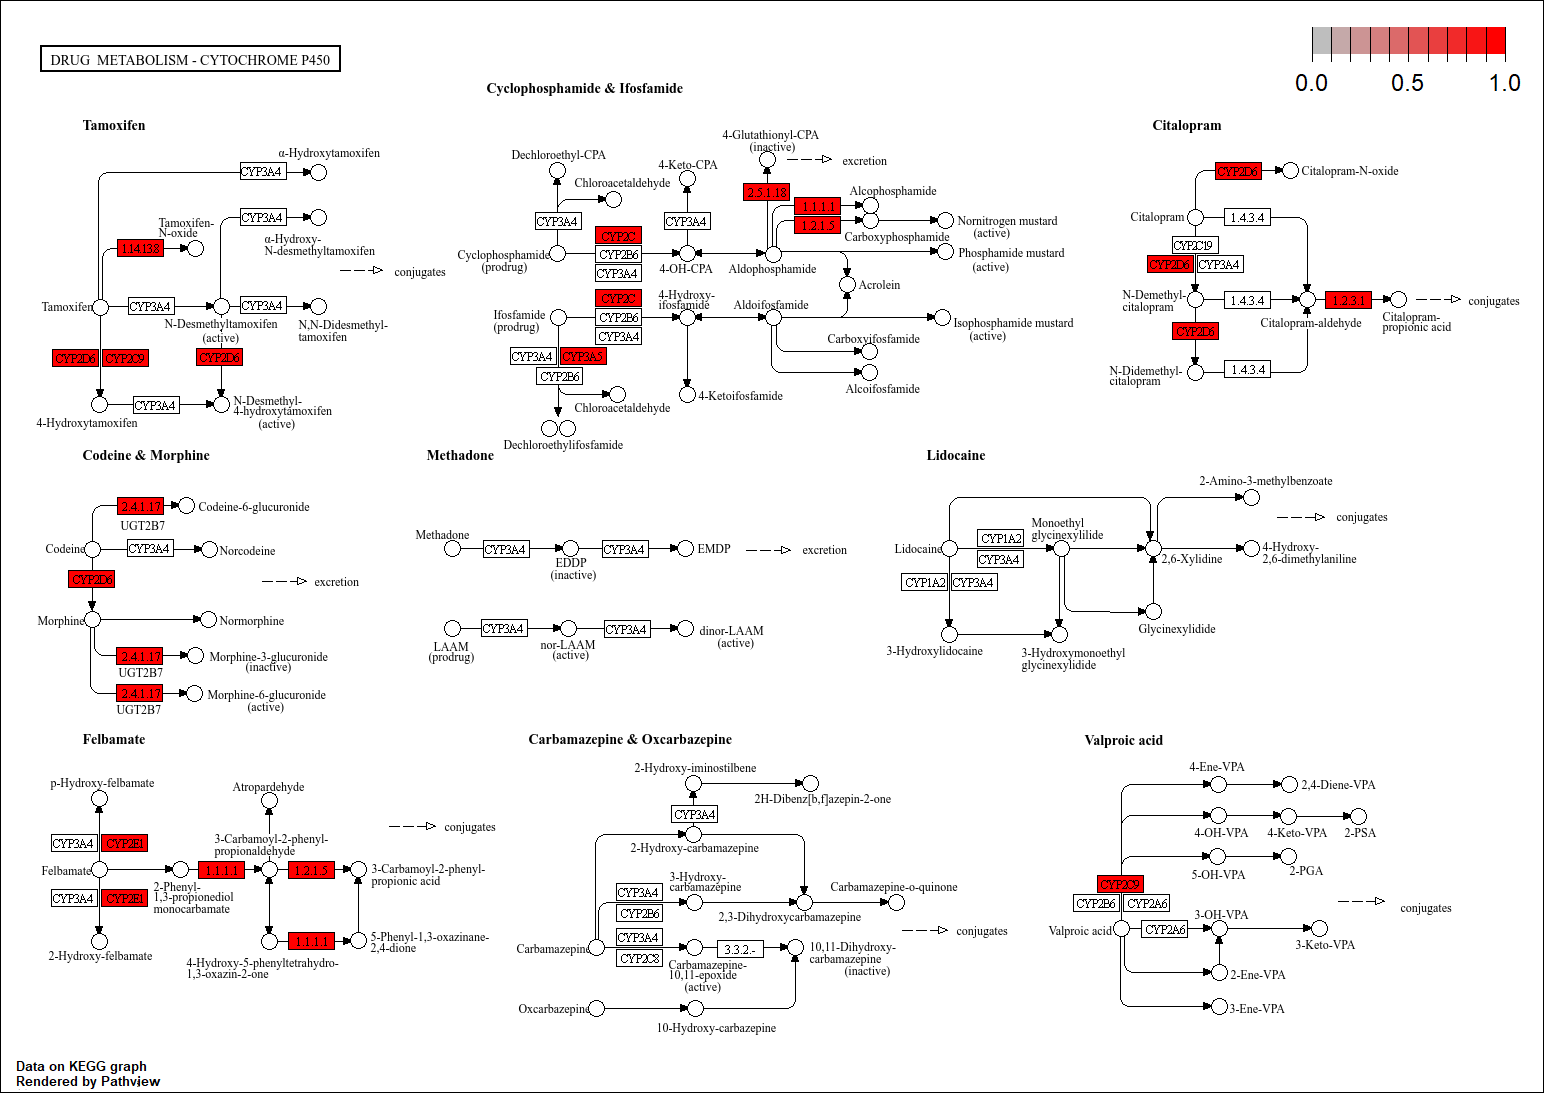 DRUG METABOLISM - CYTOCHROME P450
0.0 0.5 1.0
Tamoxifen
α-Hydroxytamoxifen
CYP3A4
Tamoxifen-
N-oxide
CYP3A4
α-Hydroxy-
N-desmethyltamoxifen
1.14.13.8
conjugates
Tamoxifen
CYP3A4
CYP3A4
N-Desmethyltamoxifen
(active)
N,N-Didesmethyl-
tamoxifen
CYP2D6
CYP2C9
CYP2D6
CYP3A4
4-Hydroxytamoxifen
N-Desmethyl-
4-hydroxytamoxifen
(active)
Cyclophosphamide & Ifosfamide
Dechloroethyl-CPA
Chloroacetaldehyde
4-Keto-CPA
4-Glutathionyl-CPA
(inactive)
excretion
2.5.1.18
Alcophosphamide
1.1.1.1
1.2.1.5
Carboxyphosphamide
Nornitrogen mustard
(active)
CYP3A4
CYP3A4
CYP2C
CYP2B6
CYP3A4
Cyclophosphamide
(prodrug)
4-OH-CPA
Aldophosphamide
Phosphamide mustard
(active)
Acrolein
CYP2C
CYP2B6
CYP3A4
Ifosfamide
(prodrug)
4-Hydroxy-
ifosfamide
Aldoifosfamide
Isophosphamide mustard
(active)
CYP3A4
CYP3A5
CYP2B6
Carboxyifosfamide
Alcoifosfamide
4-Ketoifosfamide
Chloroacetaldehyde
Dechloroethylifosfamide
Citalopram
CYP2D6
Citalopram-N-oxide
Citalopram
1.4.3.4
CYP2C19
CYP2D6
CYP3A4
N-Demethyl-
citalopram
1.4.3.4
1.2.3.1
conjugates
Citalopram-aldehyde
Citalopram-
propionic acid
CYP2D6
N-Didemethyl-
citalopram
1.4.3.4
Codeine & Morphine
2.4.1.17
UGT2B7
Codeine-6-glucuronide
Codeine
CYP3A4
Norcodeine
CYP2D6
excretion
Morphine
Normorphine
2.4.1.17
UGT2B7
Morphine-3-glucuronide
(inactive)
2.4.1.17
UGT2B7
Morphine-6-glucuronide
(active)
Methadone
Methadone
CYP3A4
EDDP
(inactive)
CYP3A4
EMDP
excretion
LAAM
(prodrug)
CYP3A4
nor-LAAM
(active)
CYP3A4
dinor-LAAM
(active)
Lidocaine
2-Amino-3-methylbenzoate
conjugates
Lidocaine
CYP1A2
CYP3A4
Monoethyl
glycinexylidide
2,6-Xylidine
4-Hydroxy-
2,6-dimethylaniline
CYP1A2
CYP3A4
Glycinexylidide
3-Hydroxylidocaine
3-Hydroxymonoethyl
glycinexylidide
Felbamate
p-Hydroxy-felbamate
Atropardehyde
conjugates
CYP3A4
CYP2E1
3-Carbamoyl-2-phenyl-
propionaldehyde
Felbamate
1.1.1.1
1.2.1.5
3-Carbamoyl-2-phenyl-
propionic acid
CYP3A4
CYP2E1
2-Phenyl-
1,3-propionediol
monocarbamate
2-Hydroxy-felbamate
1.1.1.1
4-Hydroxy-5-phenyltetrahydro-
1,3-oxazin-2-one
5-Phenyl-1,3-oxazinane-
2,4-dione
Carbamazepine & Oxcarbazepine
2-Hydroxy-iminostilbene
2H-Dibenz[b,f]azepin-2-one
CYP3A4
2-Hydroxy-carbamazepine
3-Hydroxy-
carbamazepine
CYP3A4
CYP2B6
2,3-Dihydroxycarbamazepine
Carbamazepine-o-quinone
Carbamazepine
CYP3A4
CYP2C8
Carbamazepine-
10,11-epoxide
(active)
3.3.2.-
10,11-Dihydroxy-
carbamazepine
(inactive)
conjugates
Oxcarbazepine
10-Hydroxy-carbazepine
Valproic acid
4-Ene-VPA
2,4-Diene-VPA
4-OH-VPA
4-Keto-VPA
2-PSA
5-OH-VPA
2-PGA
CYP2C9
CYP2B6
CYP2A6
Valproic acid
CYP2A6
3-OH-VPA
3-Keto-VPA
conjugates
2-Ene-VPA
3-Ene-VPA
Data on KEGG graph
Rendered by Pathview